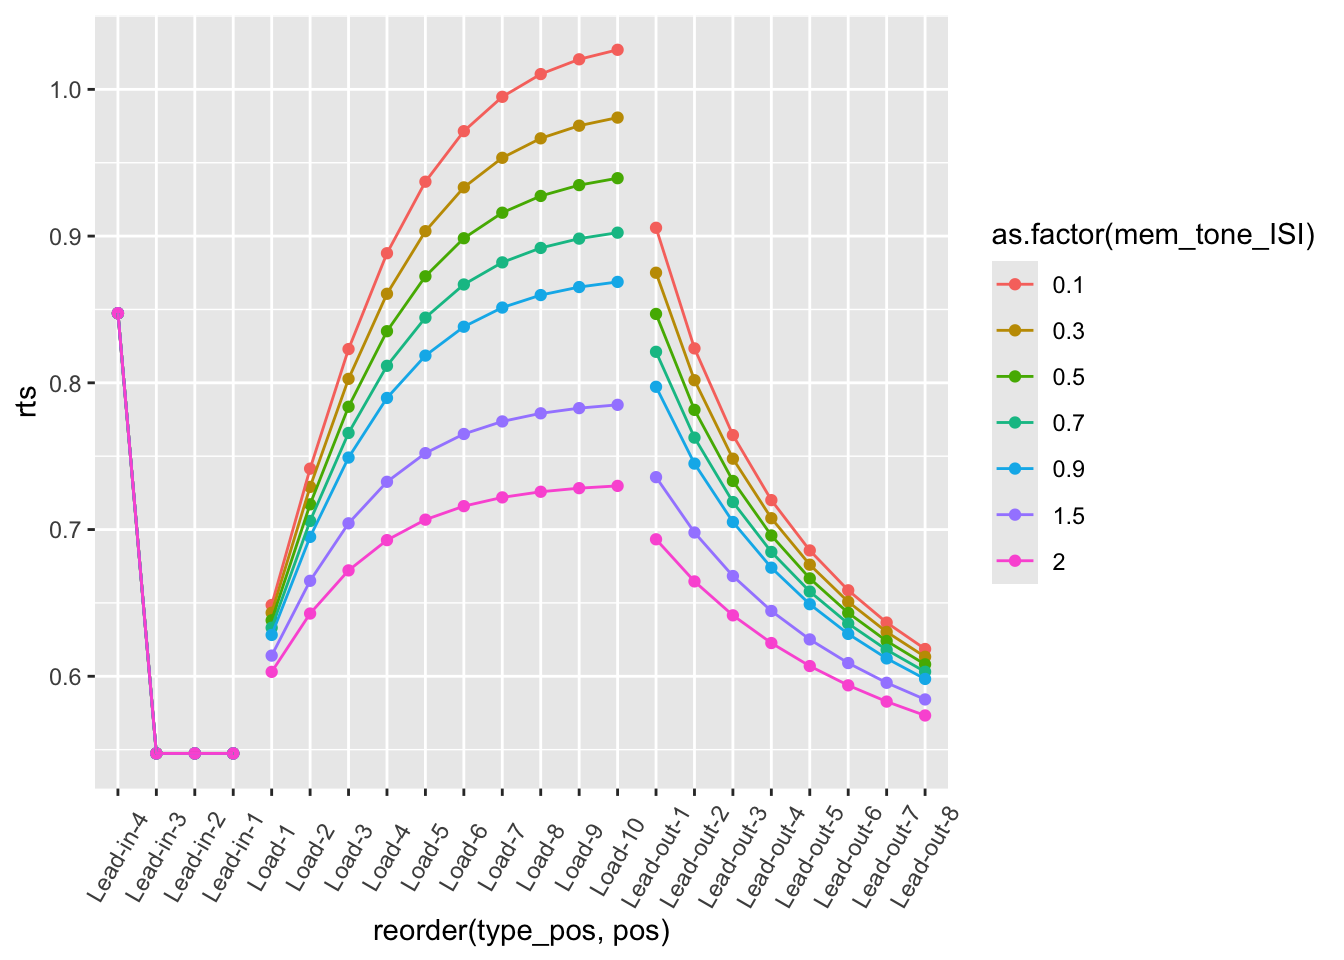 1.0
0.9
0.8
0.7
0.6
rts
Lead-in-4
Lead-in-3
Lead-in-2
Lead-in-1
Load-1
Load-2
Load-3
Load-4
Load-5
Load-6
Load-7
Load-8
Load-9
Load-10
Lead-out-1
Lead-out-2
Lead-out-3
Lead-out-4
Lead-out-5
Lead-out-6
Lead-out-7
Lead-out-8
reorder(type_pos, pos)
as.factor(mem_tone_ISI)
0.1
0.3
0.5
0.7
0.9
1.5
2